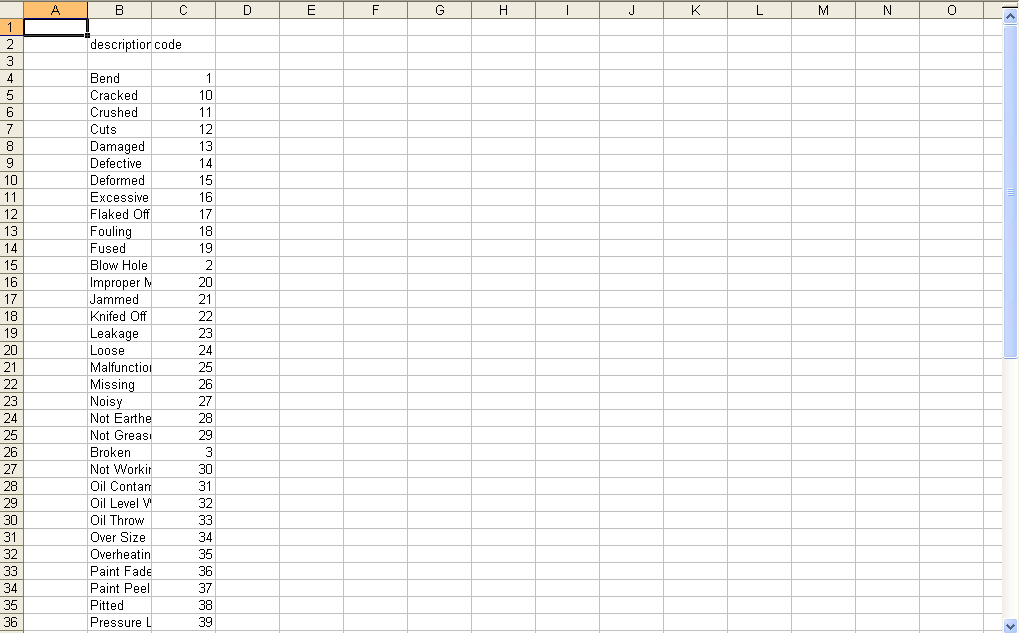 A B C D E F G H I J K L M N O
1
2 description code
3
4 Bend 1
5 Cracked 10
6 Crushed 11
7 Cuts 12
8 Damaged 13
9 Defective 14
10 Deformed 15
11 Excessive 16
12 Flaked Off 17
13 Fouling 18
14 Fused 19
15 Blow Hole 2
16 Improper M 20
17 Jammed 21
18 Knifed Off 22
19 Leakage 23
20 Loose 24
21 Malfunction 25
22 Missing 26
23 Noisy 27
24 Not Earthe 28
25 Not Greas 29
26 Broken 3
27 Not Workin 30
28 Oil Contam 31
29 Oil Level W 32
30 Oil Throw 33
31 Over Size 34
32 Overheatin 35
33 Paint Fade 36
34 Paint Peel 37
35 Pitted 38
36 Pressure L 39